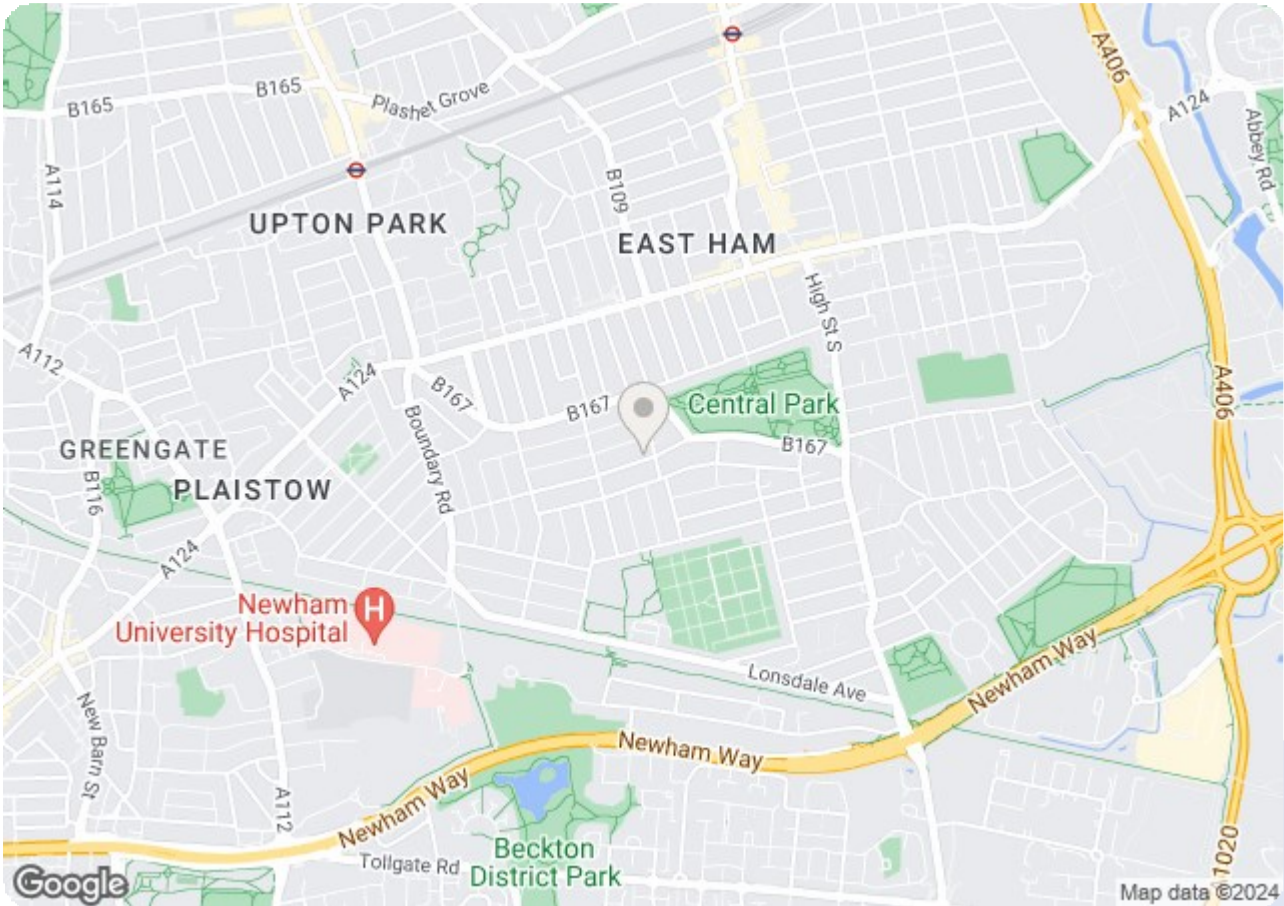 A406
A124
B165
B165
Plashet Grove
Abbey Rd
A114
B109
UPTON PARK
EAST HAM
High St S
A112
A124
B167
B167
Central Park
A406
Boundary Rd
B167
GREENGATE
B116
PLAISTOW
A124
Newham
University Hospital
H
Lonsdale Ave
Newham Way
New Barn St
Newham Way
Newham Way
A112
Tollgate Rd
Beckton
District Park
A1020
Google
Map data ©2024